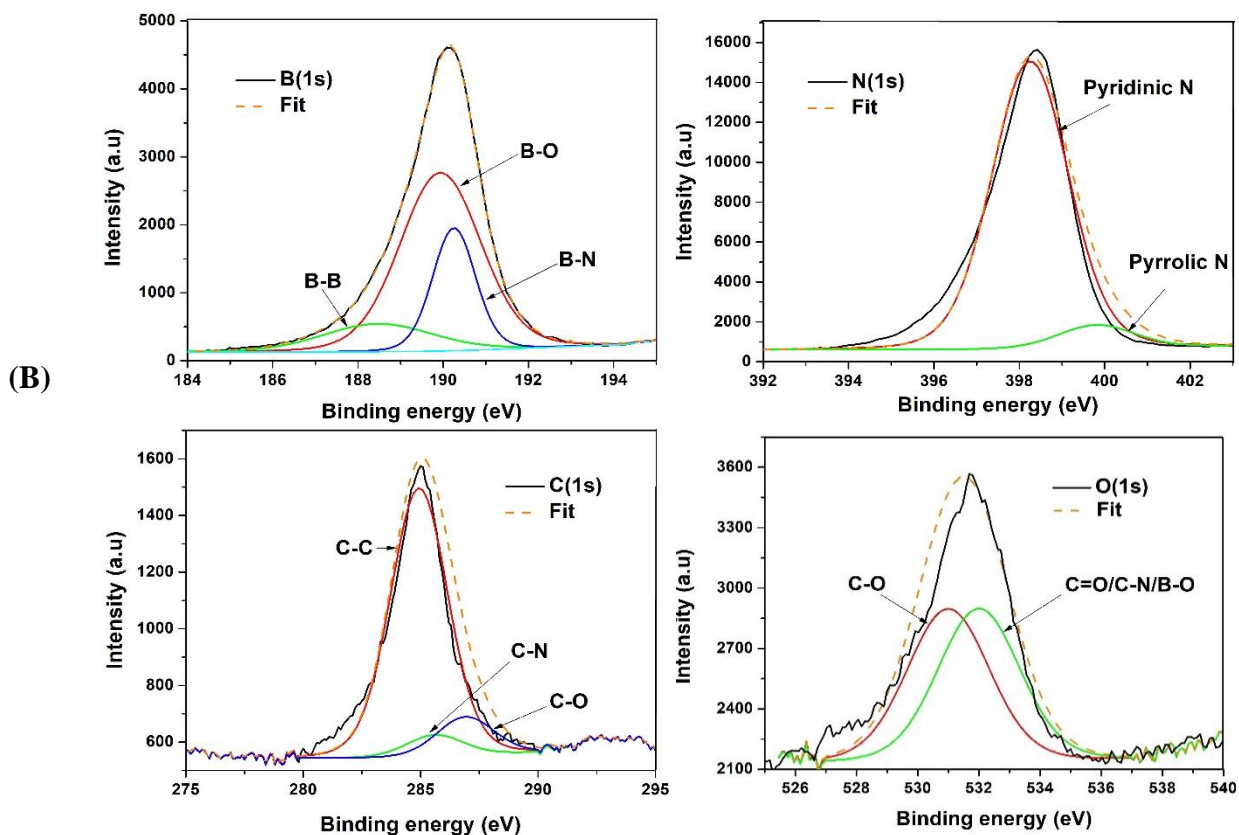 (B)
5000
4000
3000
2000
1000
0
Intensity (a.u)
B(1s)
Fit
B-O
B-N
B-B
184 186 188 190 192 194
Binding energy (eV)
16000
14000
12000
10000
8000
6000
4000
2000
0
Intensity (a.u)
N(1s)
Fit
Pyridinic N
Pyrrolic N
392 394 396 398 400 402
Binding energy (eV)
1600
1400
1200
1000
800
600
Intensity (a.u)
C(1s)
Fit
C-C
C-N
C-O
275 280 285 290 295
Binding energy (eV)
3600
3300
3000
2700
2400
2100
Intensity (a.u)
O(1s)
Fit
C-O
C=O/C-N/B-O
526 528 530 532 534 536 538 540
Binding energy (eV)